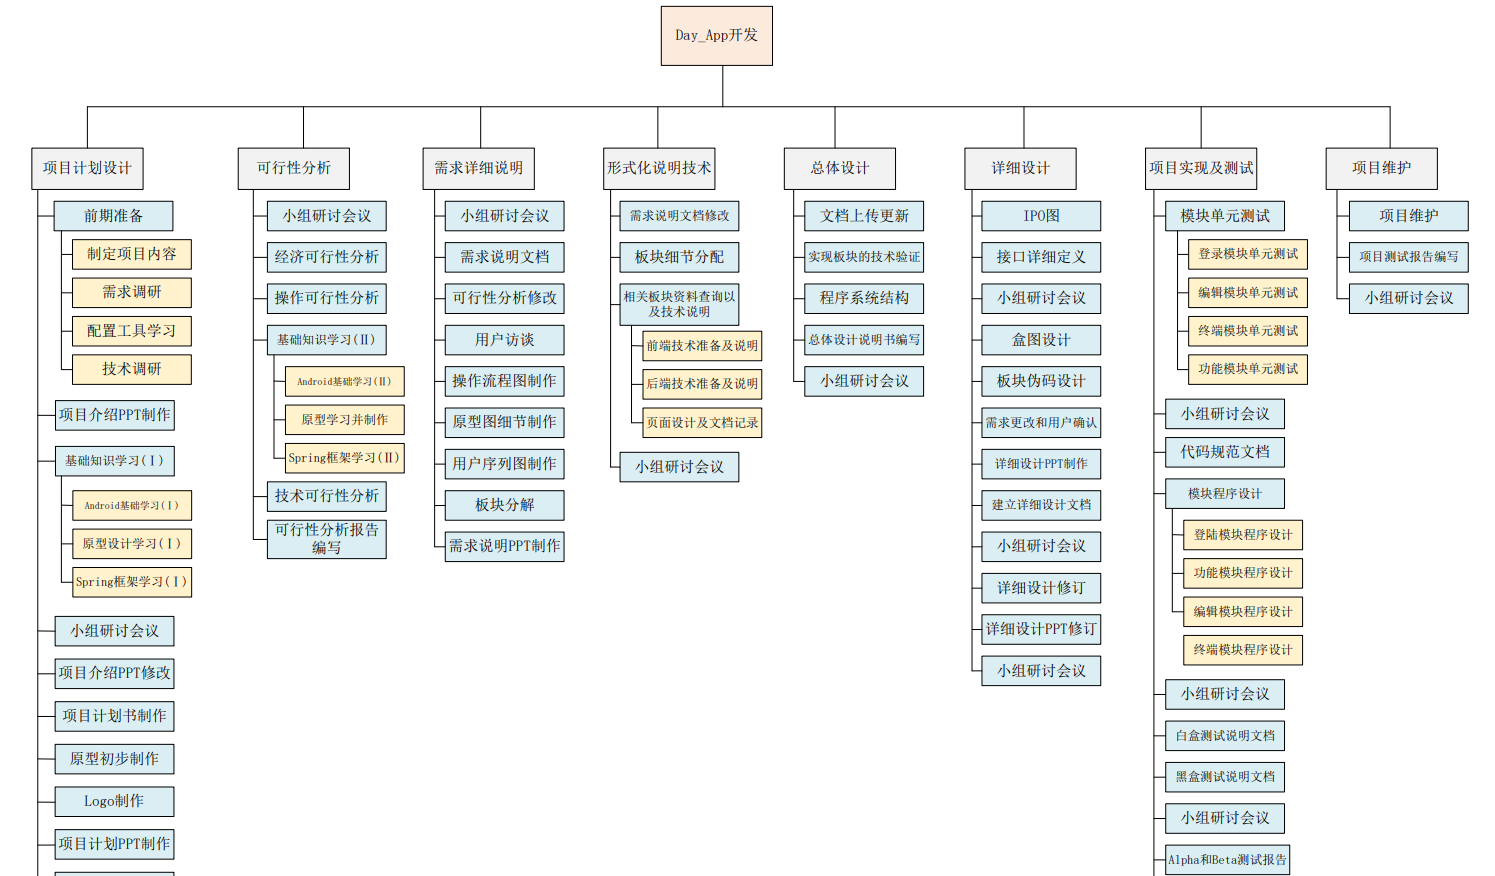 Day_App开发
项目计划设计
前期准备
制定项目内容
需求调研
配置工具学习
技术调研
项目介绍PPT制作
基础知识学习(Ⅰ)
Android基础学习(Ⅰ)
原型设计学习(Ⅰ)
Spring框架学习(Ⅰ)
小组研讨会议
项目介绍PPT修改
项目计划书制作
原型初步制作
Logo制作
项目计划PPT制作
可行性分析
小组研讨会议
经济可行性分析
操作可行性分析
基础知识学习(Ⅱ)
Android基础学习(Ⅱ)
原型学习并制作
Spring框架学习(Ⅱ)
技术可行性分析
可行性分析报告
编写
需求详细说明
小组研讨会议
需求说明文档
可行性分析修改
用户访谈
操作流程图制作
原型图细节制作
用户序列图制作
板块分解
需求说明PPT制作
形式化说明技术
需求说明文档修改
板块细节分配
相关板块资料查询以
及技术说明
前端技术准备及说明
后端技术准备及说明
页面设计及文档记录
小组研讨会议
总体设计
文档上传更新
实现板块的技术验证
程序系统结构
总体设计说明书编写
小组研讨会议
详细设计
IPO图
接口详细定义
小组研讨会议
盒图设计
板块伪码设计
需求更改和用户确认
详细设计PPT制作
建立详细设计文档
小组研讨会议
详细设计修订
详细设计PPT修订
小组研讨会议
项目实现及测试
模块单元测试
登录模块单元测试
编辑模块单元测试
终端模块单元测试
功能模块单元测试
小组研讨会议
代码规范文档
模块程序设计
登陆模块程序设计
功能模块程序设计
编辑模块程序设计
终端模块程序设计
小组研讨会议
白盒测试说明文档
黑盒测试说明文档
小组研讨会议
Alpha和Beta测试报告
项目维护
项目维护
项目测试报告编写
小组研讨会议